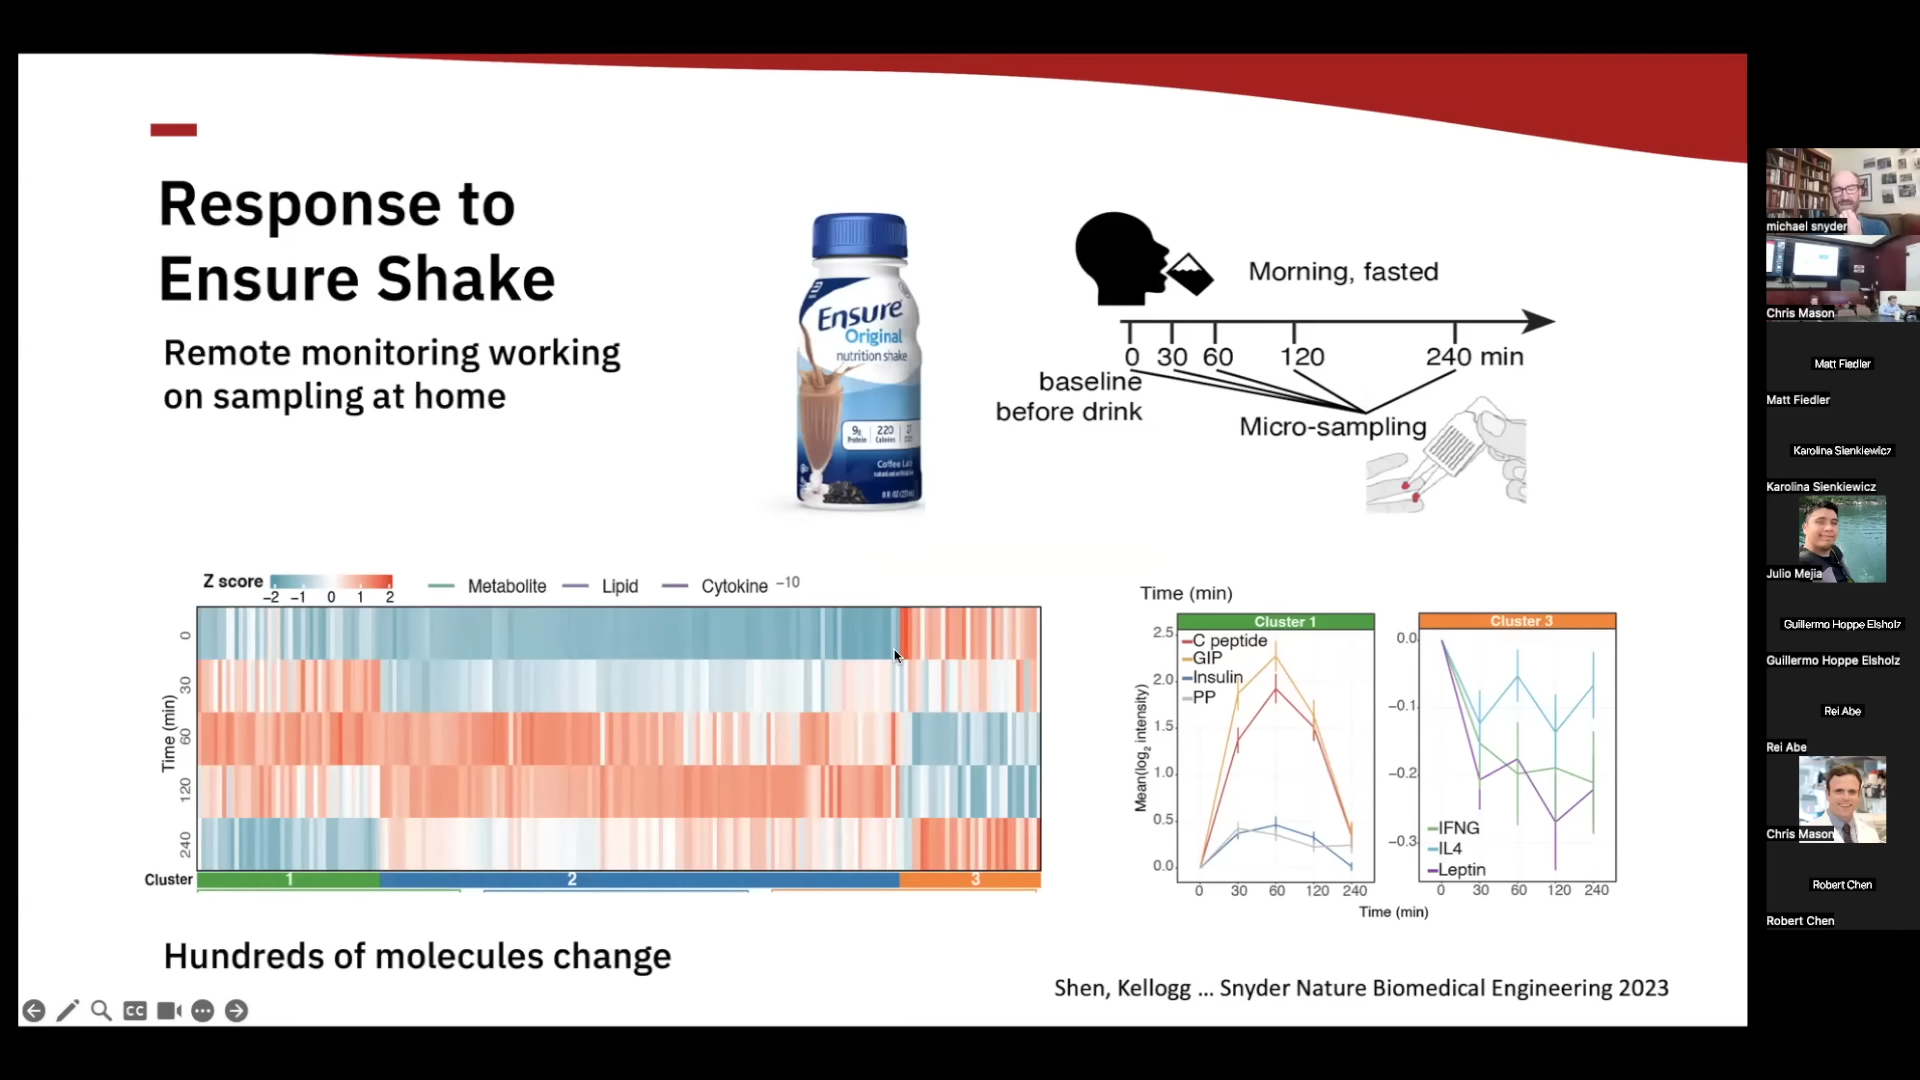 Response to
Ensure Shake
Remote monitoring working
on sampling at home
Ensure
Original
nutrition shake
9g
Protein
220
Calories
Morning, fasted
0 30 60 120 240 min
baseline
before drink
Micro-sampling
Z score
-2 -1 0 1 2
Metabolite
Lipid
Cytokine
-10
Time (min)
0
30
60
120
240
Cluster
1 2 3
Time (min)
Cluster 1
C peptide
GIP
Insulin
PP
Mean(log2 intensity)
2.5
2.0
1.5
1.0
0.5
0.0
0 30 60 120 240
Cluster 3
0.0
-0.1
-0.2
-0.3
IFNG
IL4
Leptin
0 30 60 120 240
Time (min)
Hundreds of molecules change
Shen, Kellogg ... Snyder Nature Biomedical Engineering 2023
CC
michael snyder
Chris Mason
Matt Fiedler
Matt Fiedler
Karolina Sienkiewicz
Karolina Sienkiewicz
Julio Mejia
Guillermo Hoppe Elsholz
Guillermo Hoppe Elsholz
Rei Abe
Rei Abe
Chris Mason
Robert Chen
Robert Chen